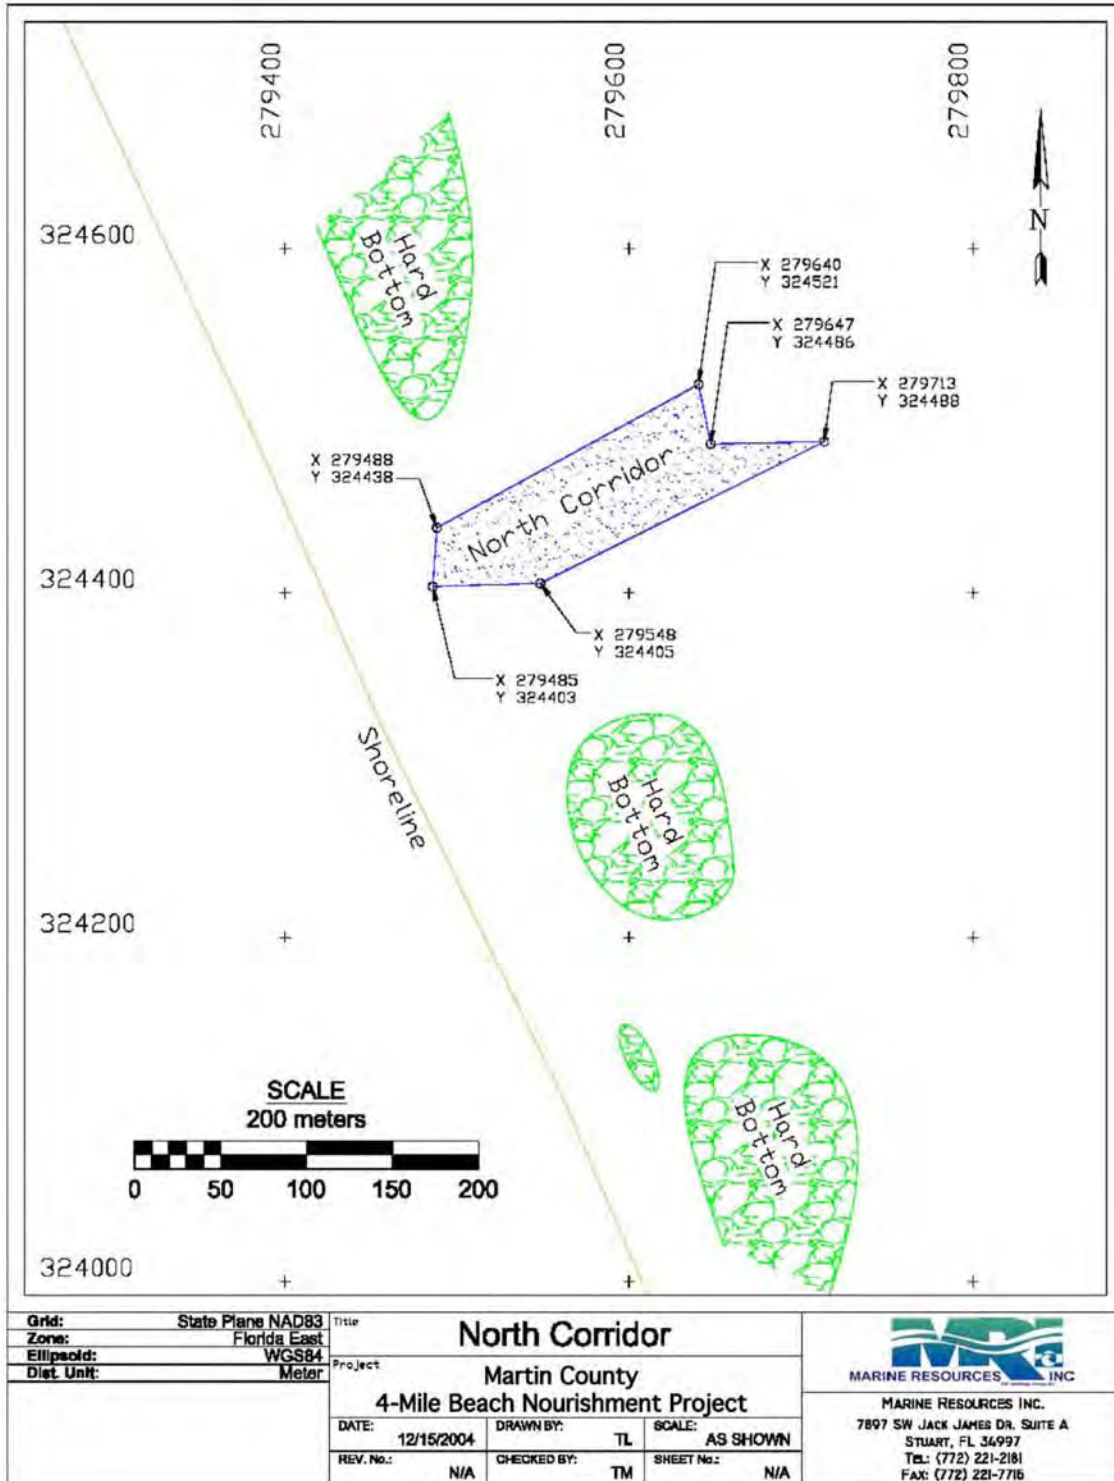 279400
279600
279800
324600
Hard
Bottom
N
X 279640
Y 324521
X 279647
Y 324486
X 279713
Y 324488
X 279488
Y 324438
North Corridor
324400
X 279548
Y 324405
X 279485
Y 324403
Shoreline
Hard
Bottom
324200
SCALE
200 meters
0 50 100 150 200
Hard
Bottom
324000
Grid: State Plane NAD83
Zone: Florida East
Ellipsoid: WGS84
Dist. Unit: Meter
Title
North Corridor
Project
Martin County
4-Mile Beach Nourishment Project
DATE: 12/15/2004
DRAWN BY: TL
SCALE: AS SHOWN
REV. No.: N/A
CHECKED BY: TM
SHEET No.: N/A
MRI
MARINE RESOURCES INC
MARINE RESOURCES INC.
7897 SW JACK JAMES DR. SUITE A
STUART, FL 34997
TEL: (772) 221-2181
FAX: (772) 221-7716